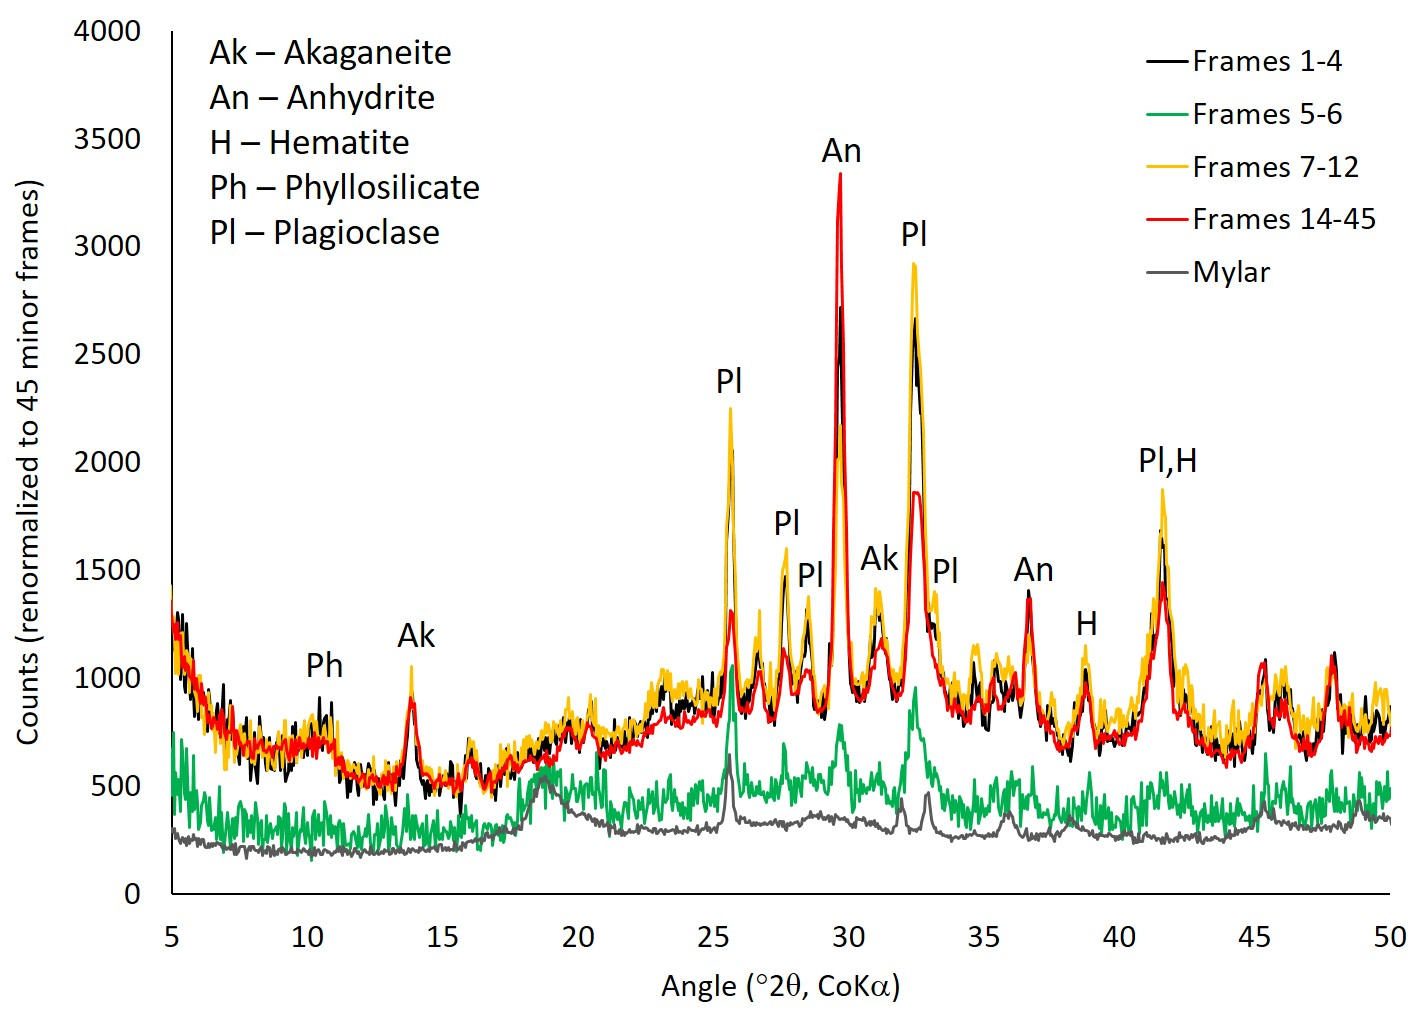 4000
3500
3000
2500
2000
1500
1000
500
0
Counts (renormalized to 45 minor frames)
Ak – Akaganeite
An – Anhydrite
H – Hematite
Ph – Phyllosilicate
Pl – Plagioclase
Frames 1-4
Frames 5-6
Frames 7-12
Frames 14-45
Mylar
Ph
Ak
Pl
Pl
Pl
An
Ak
Pl
Pl
An
H
Pl,H
5 10 15 20 25 30 35 40 45 50
Angle (°2θ, CoKα)